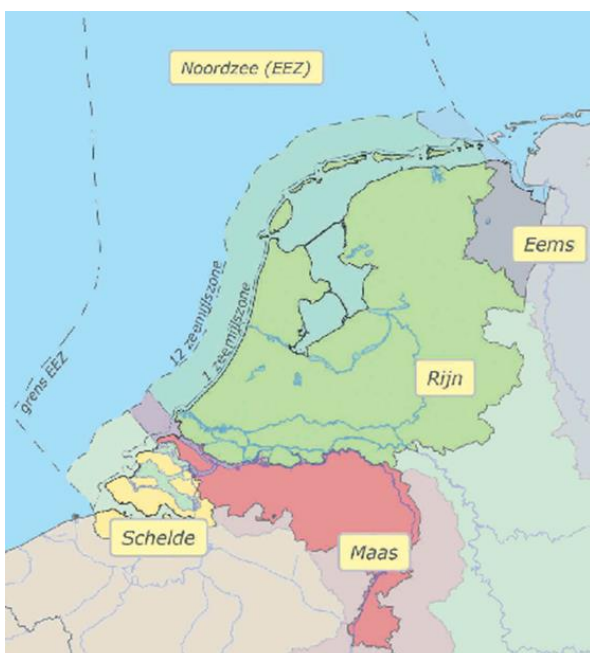 Noordzee (EEZ)
Eems
12 zeemijlszone
1 zeemijlszone
grens EEZ
Rijn
Schelde
Maas